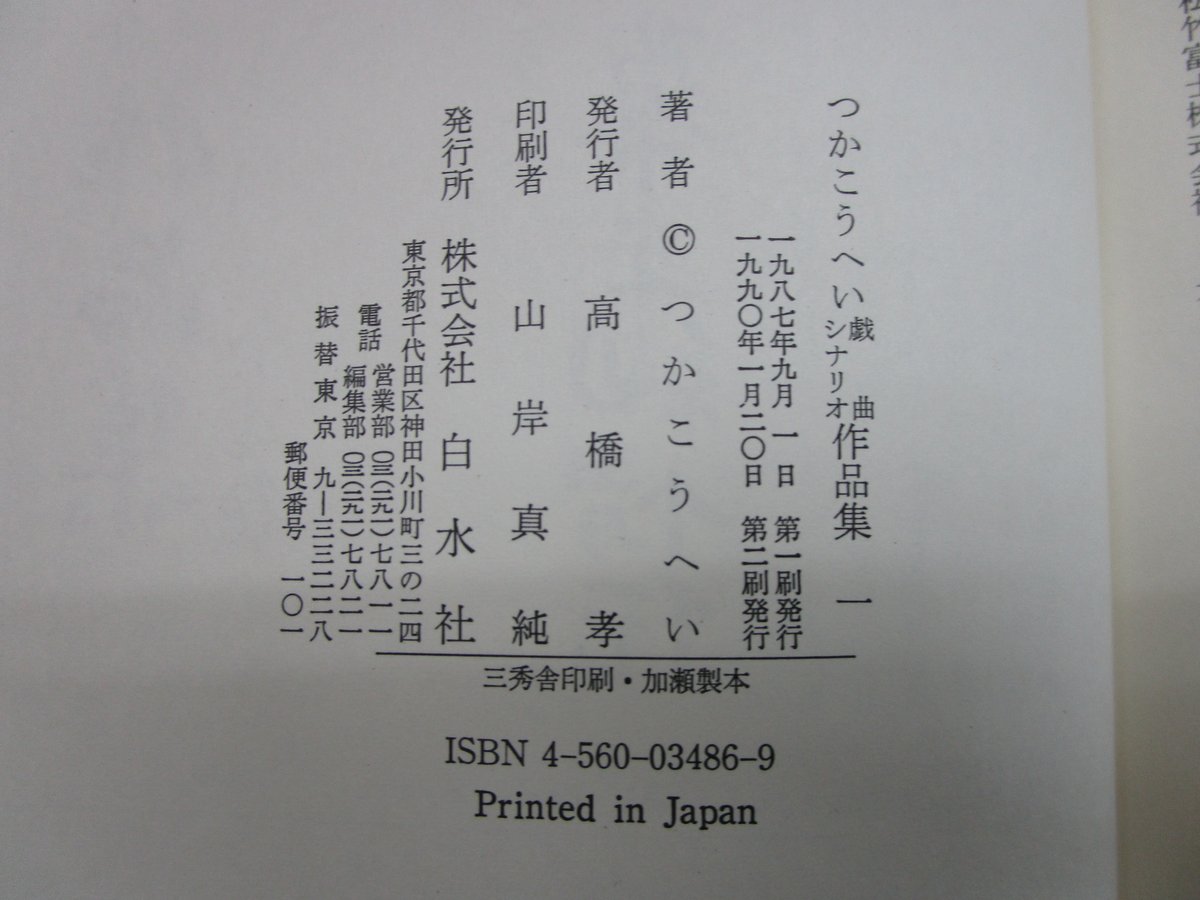 つかこうへい戯曲シナリオ作品集 一
一九八七年九月 一日 第一刷発行
一九九〇年一月二〇日 第二刷発行
著者 © つかこうへい
発行者 高橋孝
印刷者 山岸真純
発行所 株式会社 白水社
東京都千代田区神田小川町三の二四
電話 営業部 〇三(二九一)七八一一
編集部 〇三(二九一)七八二一
振替東京 九―三三二二八
郵便番号 一〇一
三秀舎印刷・加瀬製本
ISBN 4-560-03486-9
Printed in Japan
松竹富士株式会社